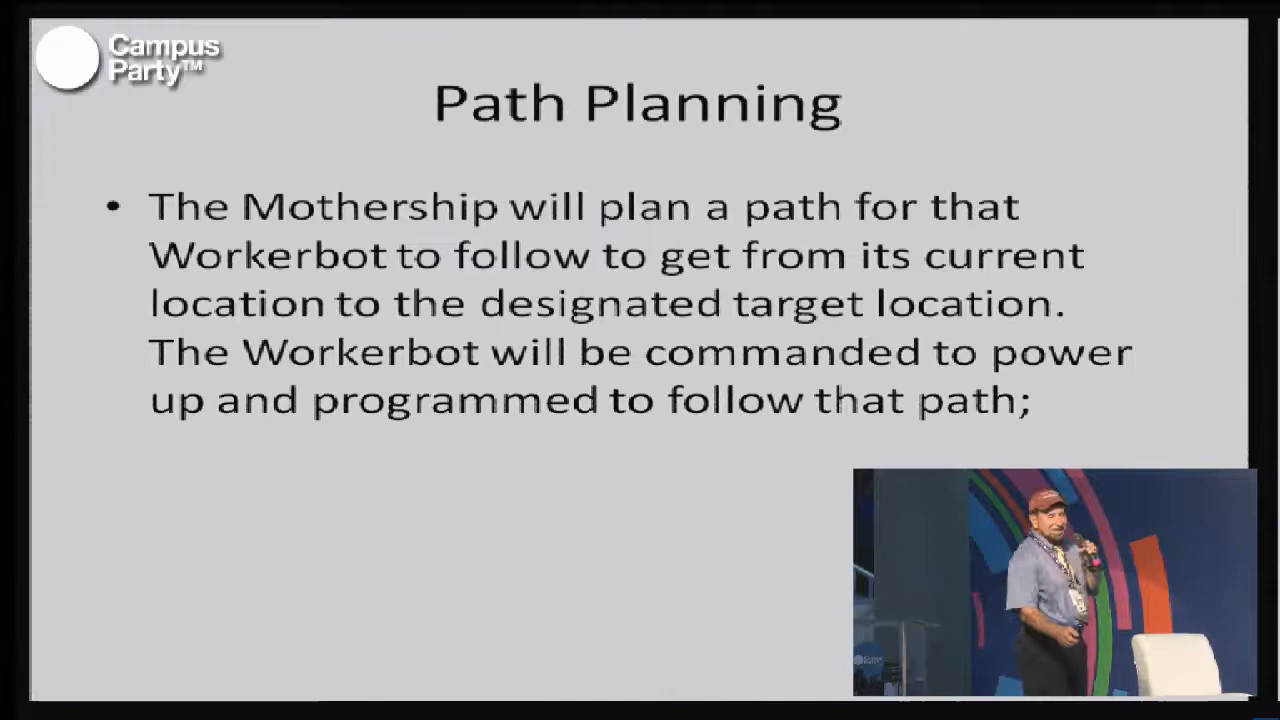 Campus
Party™
Path Planning
• The Mothership will plan a path for that
Workerbot to follow to get from its current
location to the designated target location.
The Workerbot will be commanded to power
up and programmed to follow that path;